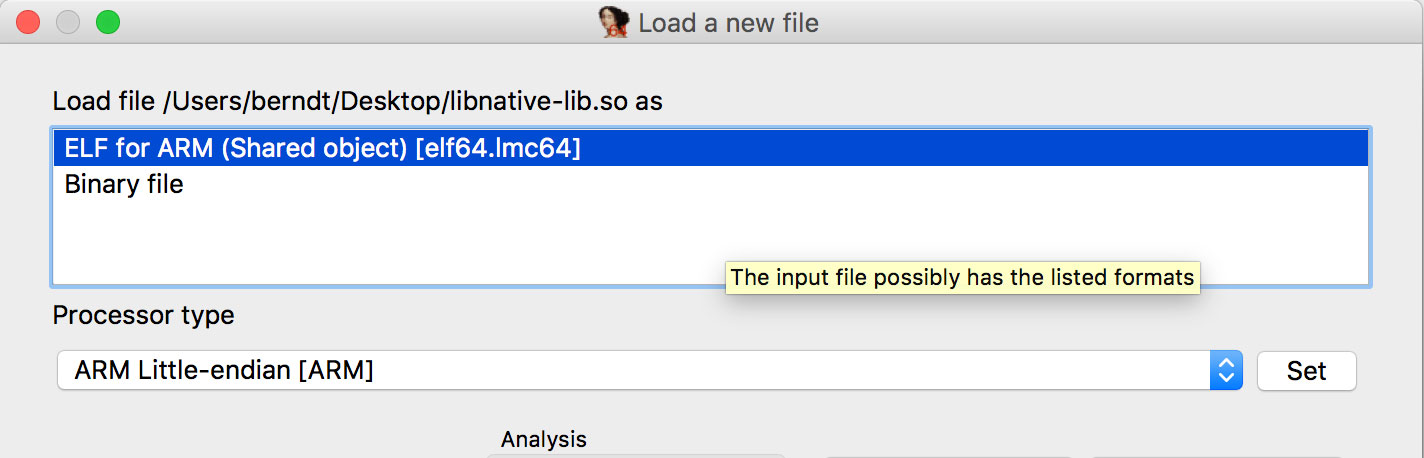 Load a new file
Load file /Users/berndt/Desktop/libnative-lib.so as
ELF for ARM (Shared object) [elf64.lmc64]
Binary file
The input file possibly has the listed formats
Processor type
ARM Little-endian [ARM]
Set
Analysis